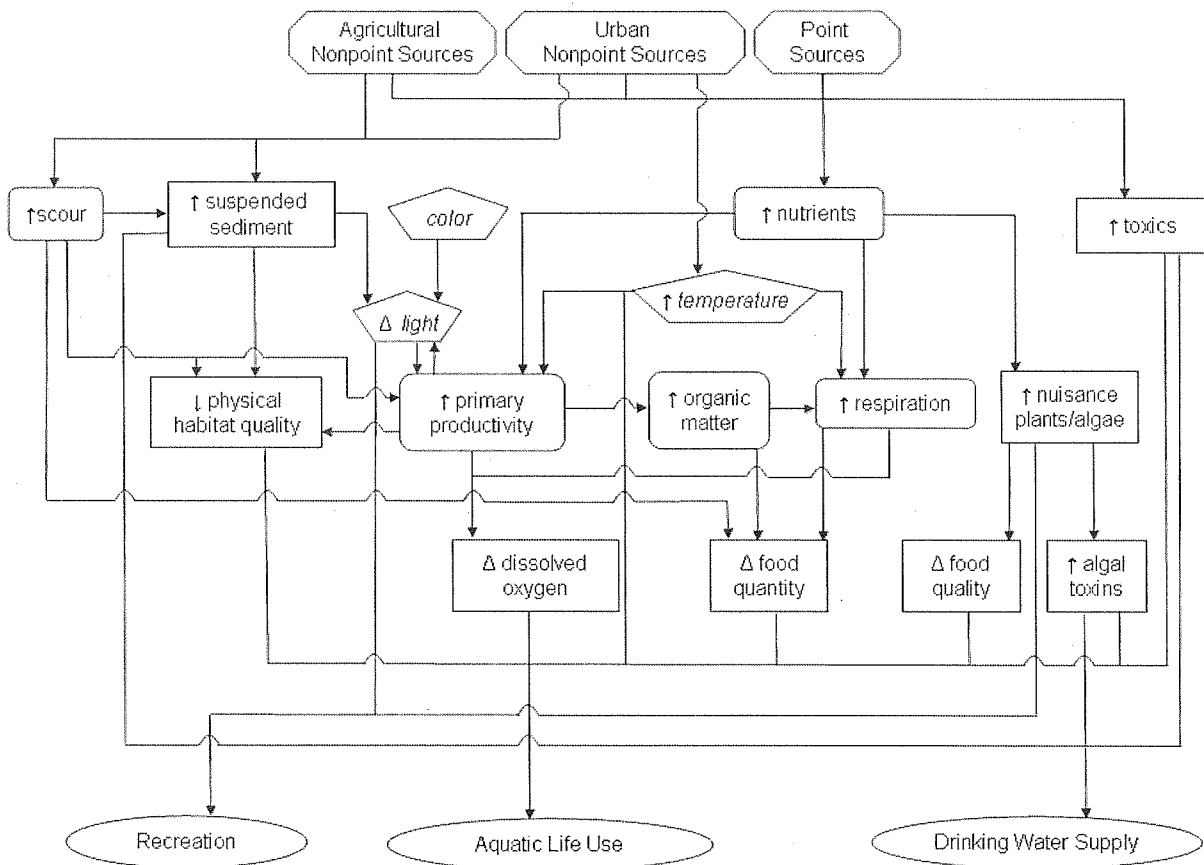 Agricultural
Nonpoint Sources
Urban
Nonpoint Sources
Point
Sources
↑scour
↑ suspended
sediment
color
↑ nutrients
↑ toxics
Δ light
↑ temperature
↓ physical
habitat quality
↑ primary
productivity
↑ organic
matter
↑ respiration
↑ nuisance
plants/algae
Δ dissolved
oxygen
Δ food
quantity
Δ food
quality
↑ algal
toxins
Recreation
Aquatic Life Use
Drinking Water Supply